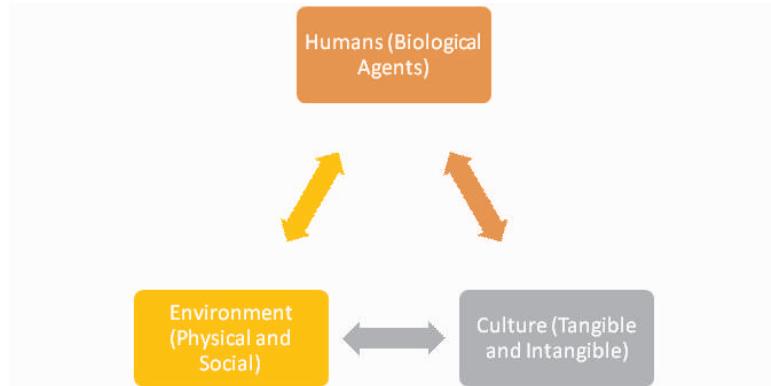 Humans (Biological
Agents)
Environment
(Physical and
Social)
Culture (Tangible
and Intangible)